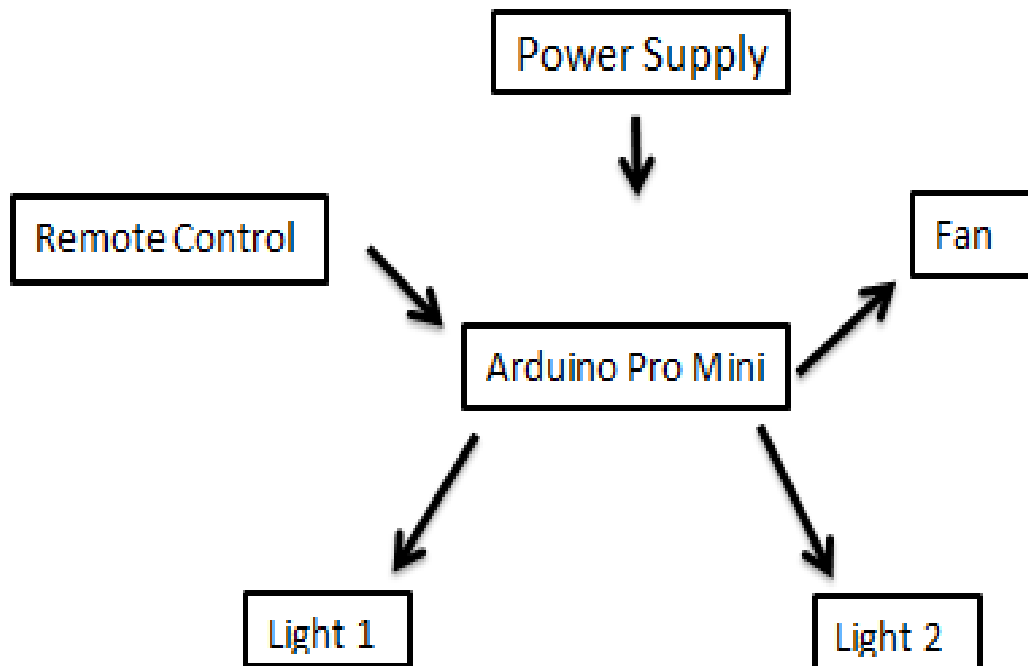 Power Supply
Remote Control
Fan
Arduino Pro Mini
Light 1
Light 2